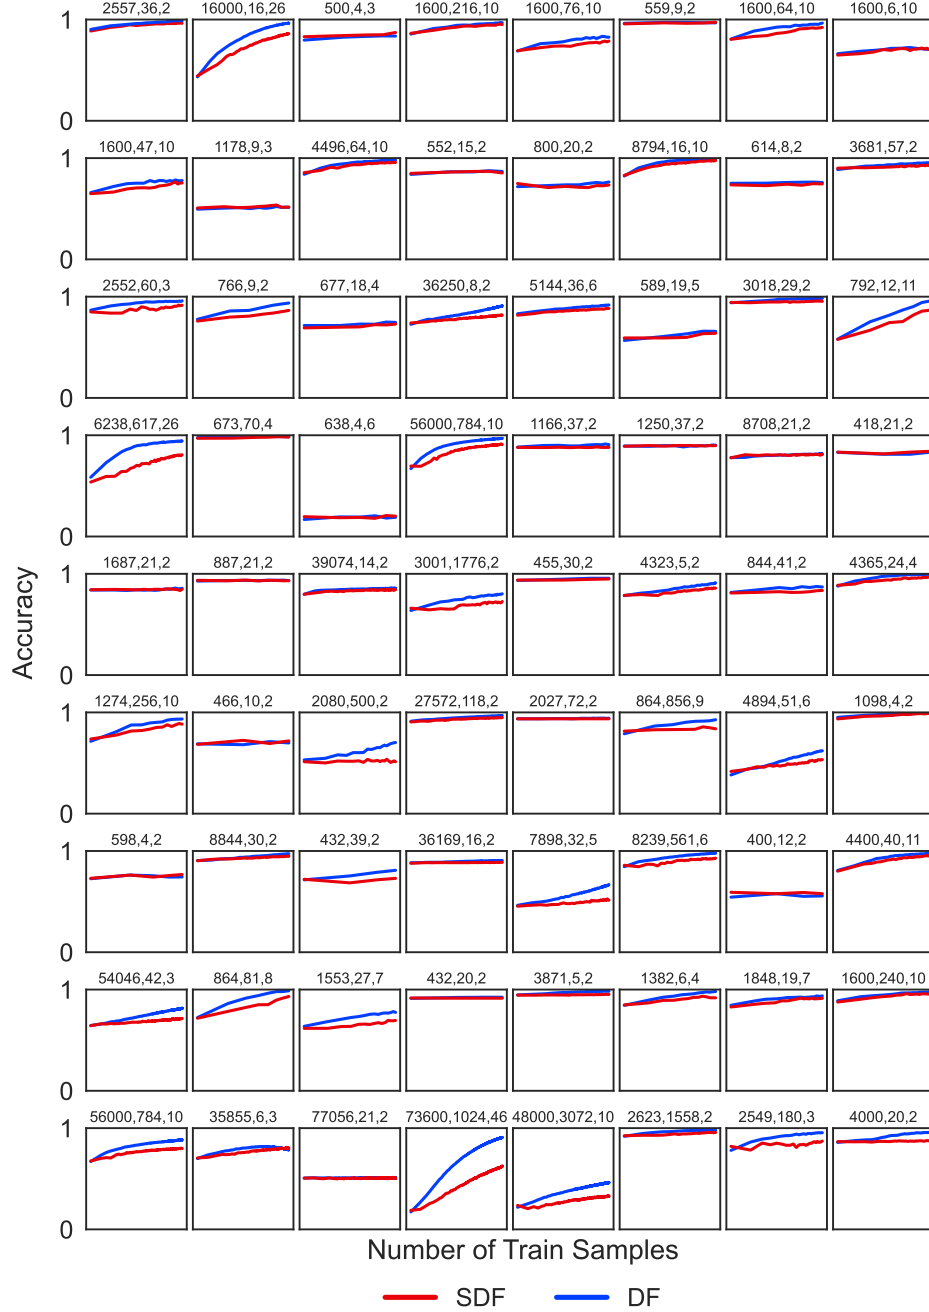 2557,36,2 16000,16,26 500,4,3 1600,216,10 1600,76,10 559,9,2 1600,64,10 1600,6,10
1
0
1600,47,10 1178,9,3 4496,64,10 552,15,2 800,20,2 8794,16,10 614,8,2 3681,57,2
1
0
2552,60,3 766,9,2 677,18,4 36250,8,2 5144,36,6 589,19,5 3018,29,2 792,12,11
1
0
6238,617,26 673,70,4 638,4,6 56000,784,10 1166,37,2 1250,37,2 8708,21,2 418,21,2
1
0
1687,21,2 887,21,2 39074,14,2 3001,1776,2 455,30,2 4323,5,2 844,41,2 4365,24,4
1
0
Accuracy
1274,256,10 466,10,2 2080,500,2 27572,118,2 2027,72,2 864,856,9 4894,51,6 1098,4,2
1
0
598,4,2 8844,30,2 432,39,2 36169,16,2 7898,32,5 8239,561,6 400,12,2 4400,40,11
1
0
54046,42,3 864,81,8 1553,27,7 432,20,2 3871,5,2 1382,6,4 1848,19,7 1600,240,10
1
0
56000,784,10 35855,6,3 77056,21,2 73600,1024,46 48000,3072,10 2623,1558,2 2549,180,3 4000,20,2
1
0
Number of Train Samples
SDF DF